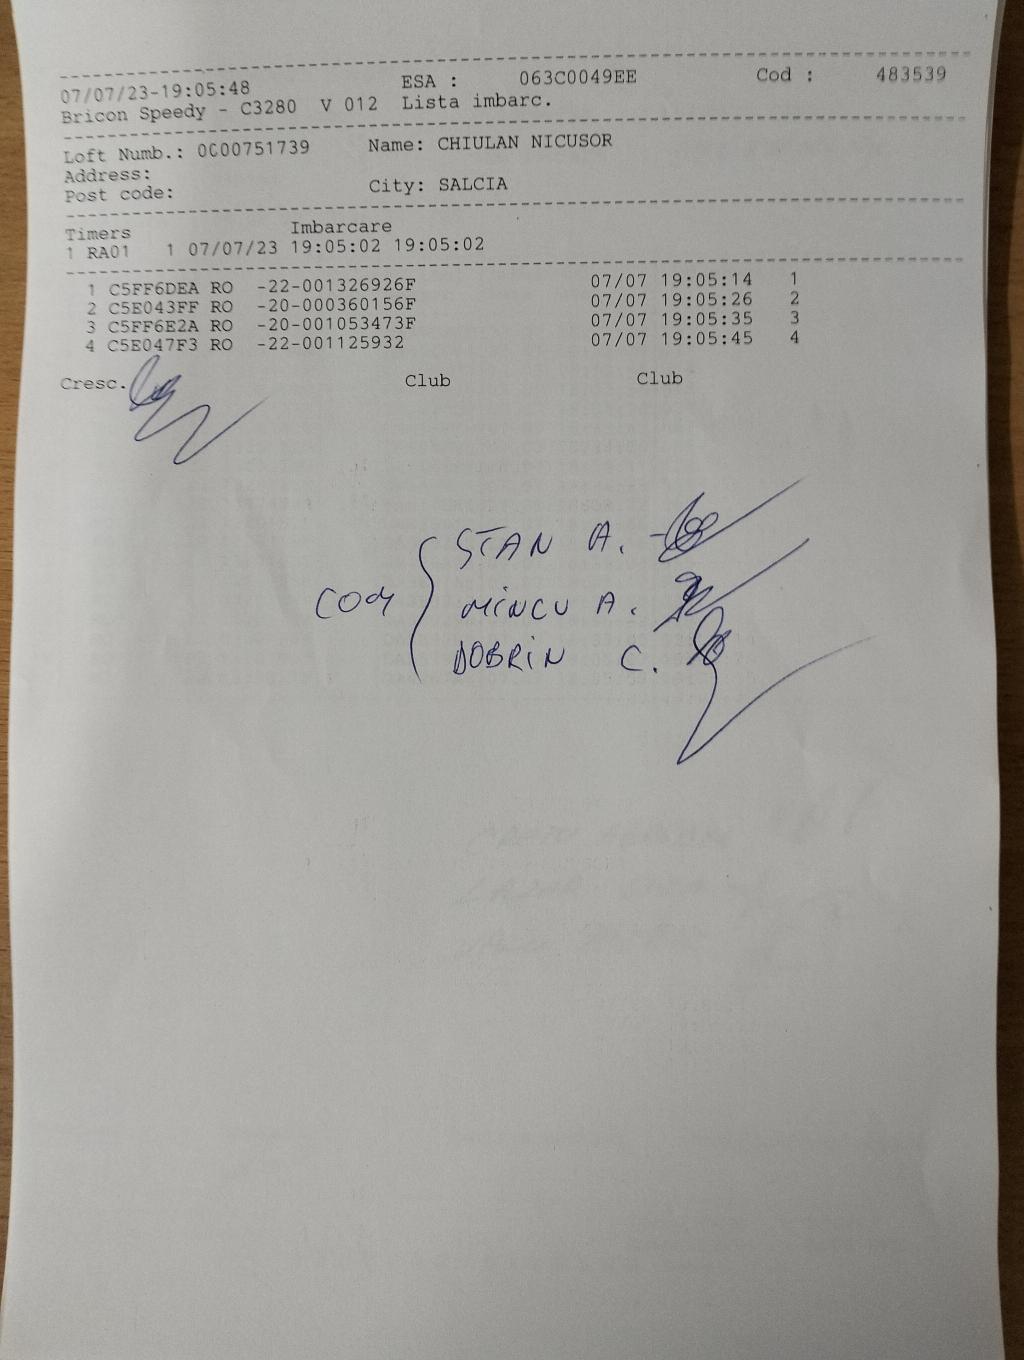 07/07/23-19:05:48 ESA : 063C0049EE Cod : 483539
Bricon Speedy - C3280 V 012 Lista imbarc.
Loft Numb.: 0000751739 Name: CHIULAN NICUSOR
Address:
Post code: City: SALCIA
Timers Imbarcare
1 RA01 1 07/07/23 19:05:02 19:05:02
1 C5FF6DEA RO -22-001326926F 07/07 19:05:14 1
2 C5E043FF RO -20-000360156F 07/07 19:05:26 2
3 C5FF6E2A RO -20-001053473F 07/07 19:05:35 3
4 C5E047F3 RO -22-001125932 07/07 19:05:45 4
Cresc. Club Club
STAN A.
COM MINCU A.
DOBRIN C.